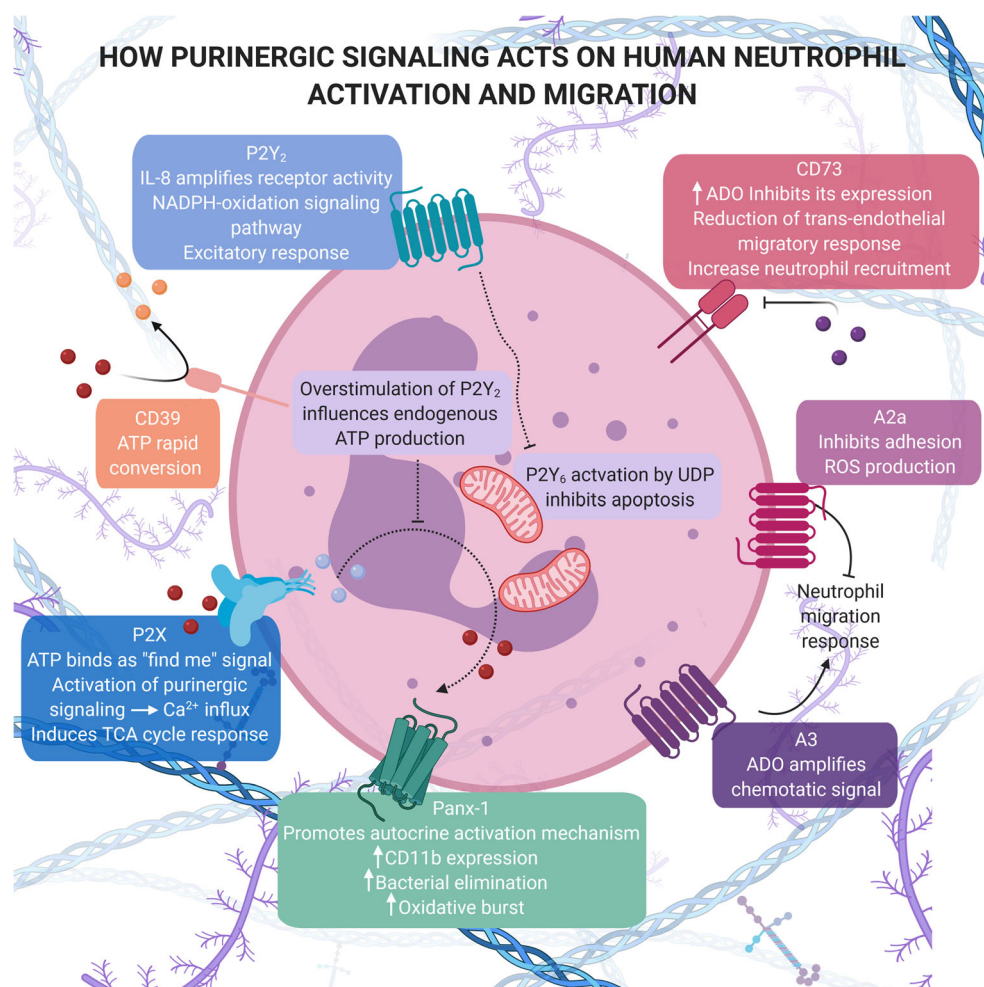 HOW PURINERGIC SIGNALING ACTS ON HUMAN NEUTROPHIL
ACTIVATION AND MIGRATION
P2Y₂
IL-8 amplifies receptor activity
NADPH-oxidation signaling
pathway
Excitatory response
CD73
↑ADO Inhibits its expression
Reduction of trans-endothelial
migratory response
Increase neutrophil recruitment
Overstimulation of P2Y₂
influences endogenous
ATP production
CD39
ATP rapid
conversion
A2a
Inhibits adhesion
ROS production
P2Y₆ actvation by UDP
inhibits apoptosis
Neutrophil
migration
response
P2X
ATP binds as "find me" signal
Activation of purinergic
signaling → Ca²⁺ influx
Induces TCA cycle response
A3
ADO amplifies
chemotatic signal
Panx-1
Promotes autocrine activation mechanism
↑CD11b expression
↑Bacterial elimination
↑Oxidative burst